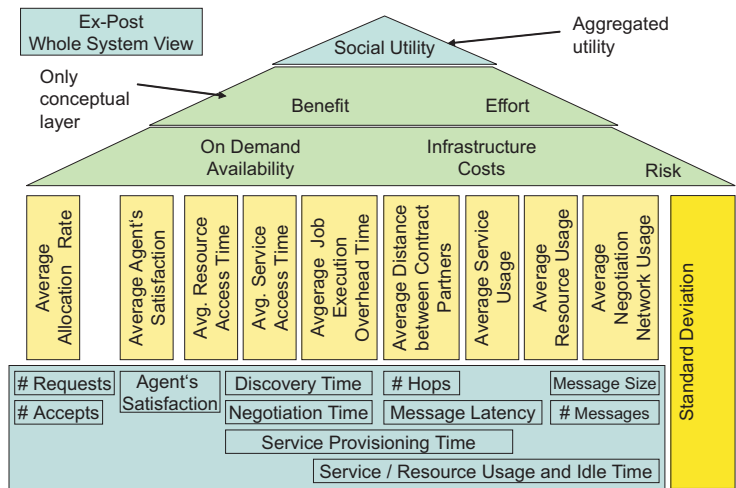 Ex-Post
Whole System View
Social Utility
Aggregated
utility
Only
conceptual
layer
Benefit
Effort
On Demand
Availability
Infrastructure
Costs
Risk
Average
Allocation Rate
Average Agent's
Satisfaction
Avg. Resource
Access Time
Avg. Service
Access Time
Avgerage Job
Execution
Overhead Time
Average Distance
between Contract
Partners
Average Service
Usage
Average
Resource Usage
Average
Negotiation
Network Usage
Standard Deviation
# Requests
# Accepts
Agent's
Satisfaction
Discovery Time
Negotiation Time
# Hops
Message Latency
Message Size
# Messages
Service Provisioning Time
Service / Resource Usage and Idle Time